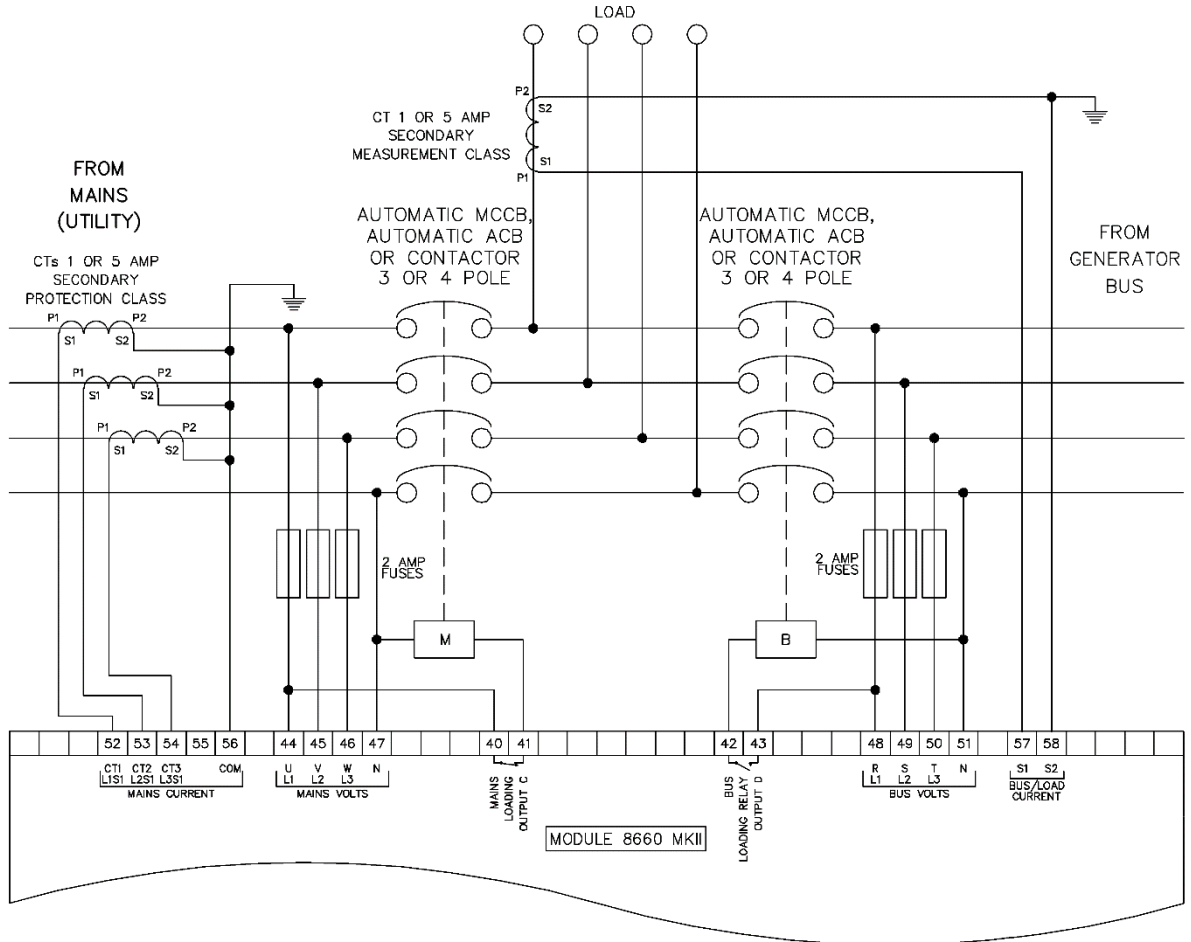 LOAD
P2
S2
CT 1 OR 5 AMP
SECONDARY
MEASUREMENT CLASS
S1
P1
FROM
MAINS
(UTILITY)
CTs 1 OR 5 AMP
SECONDARY
PROTECTION CLASS
AUTOMATIC MCCB,
AUTOMATIC ACB
OR CONTACTOR
3 OR 4 POLE
AUTOMATIC MCCB,
AUTOMATIC ACB
OR CONTACTOR
3 OR 4 POLE
FROM
GENERATOR
BUS
P1 P2
S1 S2
P1 P2
S1 S2
P1 P2
S1 S2
2 AMP
FUSES
2 AMP
FUSES
M
B
52 53 54 55 56 44 45 46 47 40 41 42 43 48 49 50 51 57 58
CT1 CT2 CT3 COM
L1S1 L2S1 L3S1
MAINS CURRENT
U V W N
L1 L2 L3
MAINS VOLTS
MAINS
LOADING
OUTPUT C
BUS
LOADING RELAY
OUTPUT D
R S T N
L1 L2 L3
BUS VOLTS
S1 S2
BUS/LOAD
CURRENT
MODULE 8660 MKII